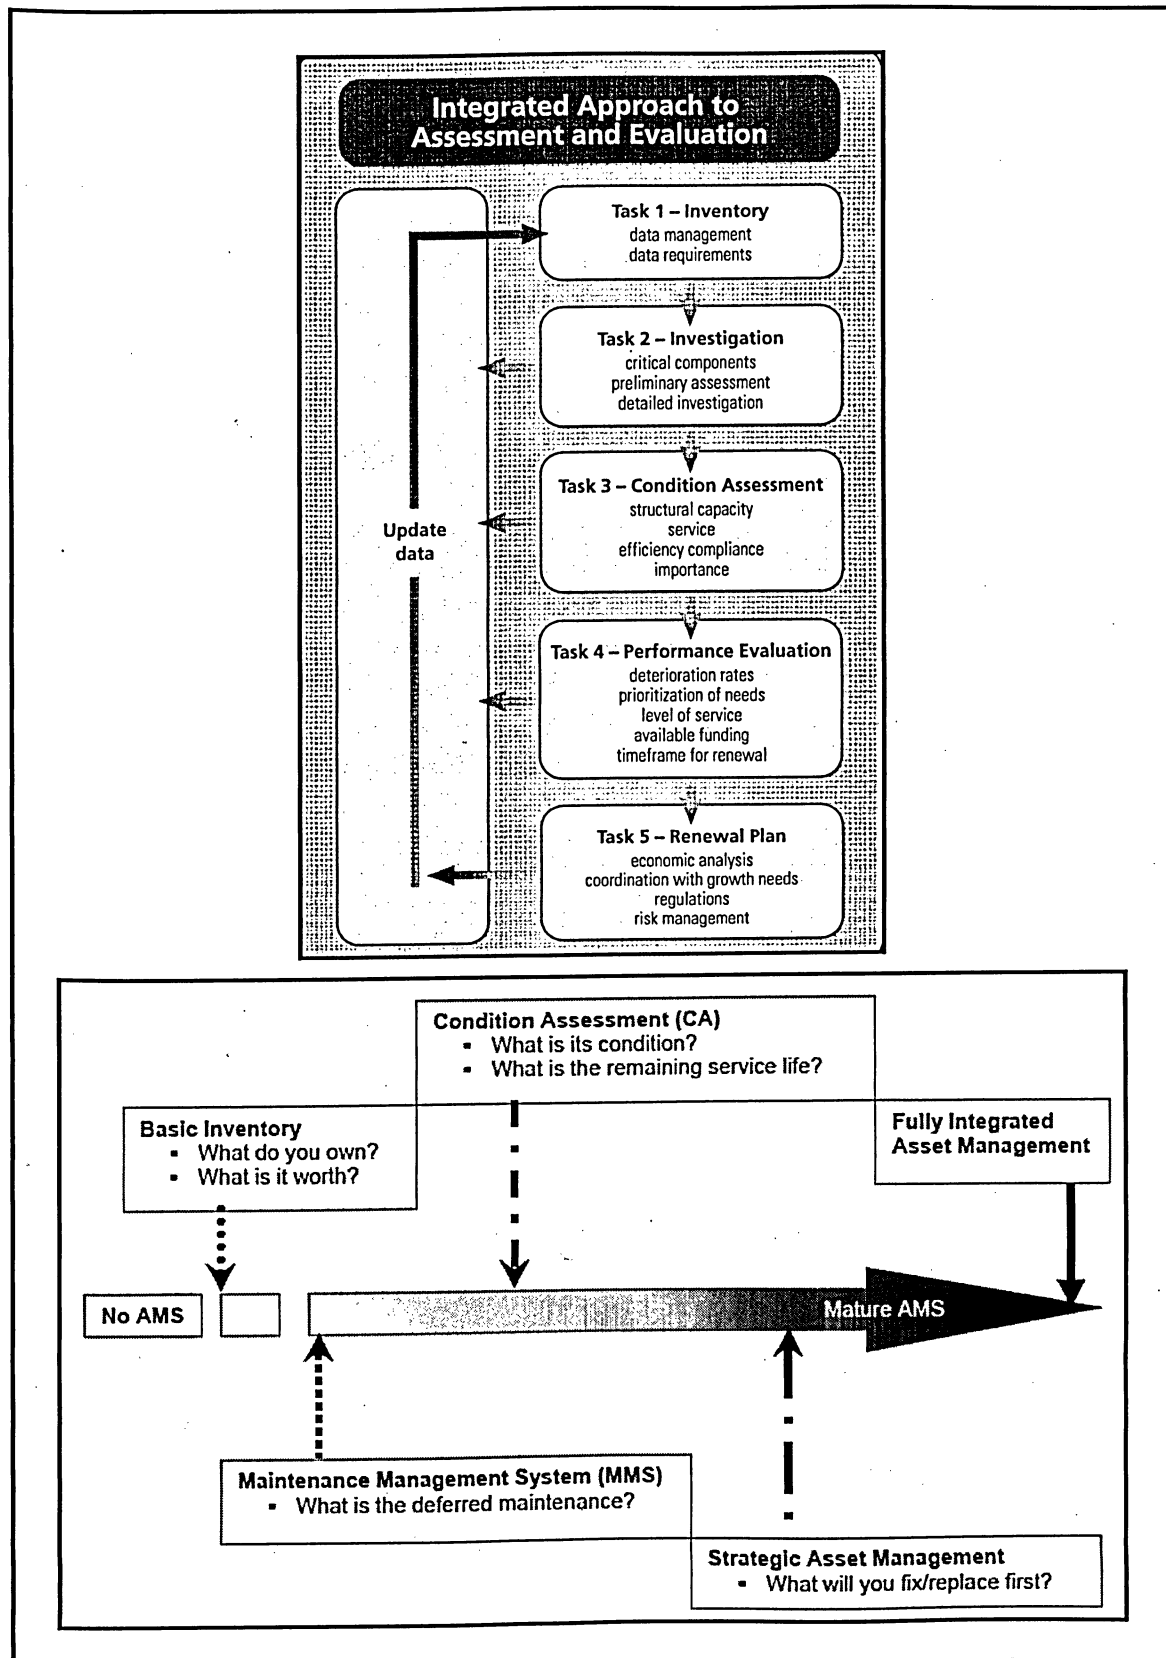 Integrated Approach to
Assessment and Evaluation
Task 1 – Inventory
data management
data requirements
Task 2 – Investigation
critical components
preliminary assessment
detailed investigation
Task 3 – Condition Assessment
structural capacity
service
efficiency compliance
importance
Update
data
Task 4 – Performance Evaluation
deterioration rates
prioritization of needs
level of service
available funding
timeframe for renewal
Task 5 – Renewal Plan
economic analysis
coordination with growth needs
regulations
risk management
Condition Assessment (CA)
▪ What is its condition?
▪ What is the remaining service life?
Basic Inventory
▪ What do you own?
▪ What is it worth?
Fully Integrated
Asset Management
No AMS
Mature AMS
Maintenance Management System (MMS)
▪ What is the deferred maintenance?
Strategic Asset Management
▪ What will you fix/replace first?